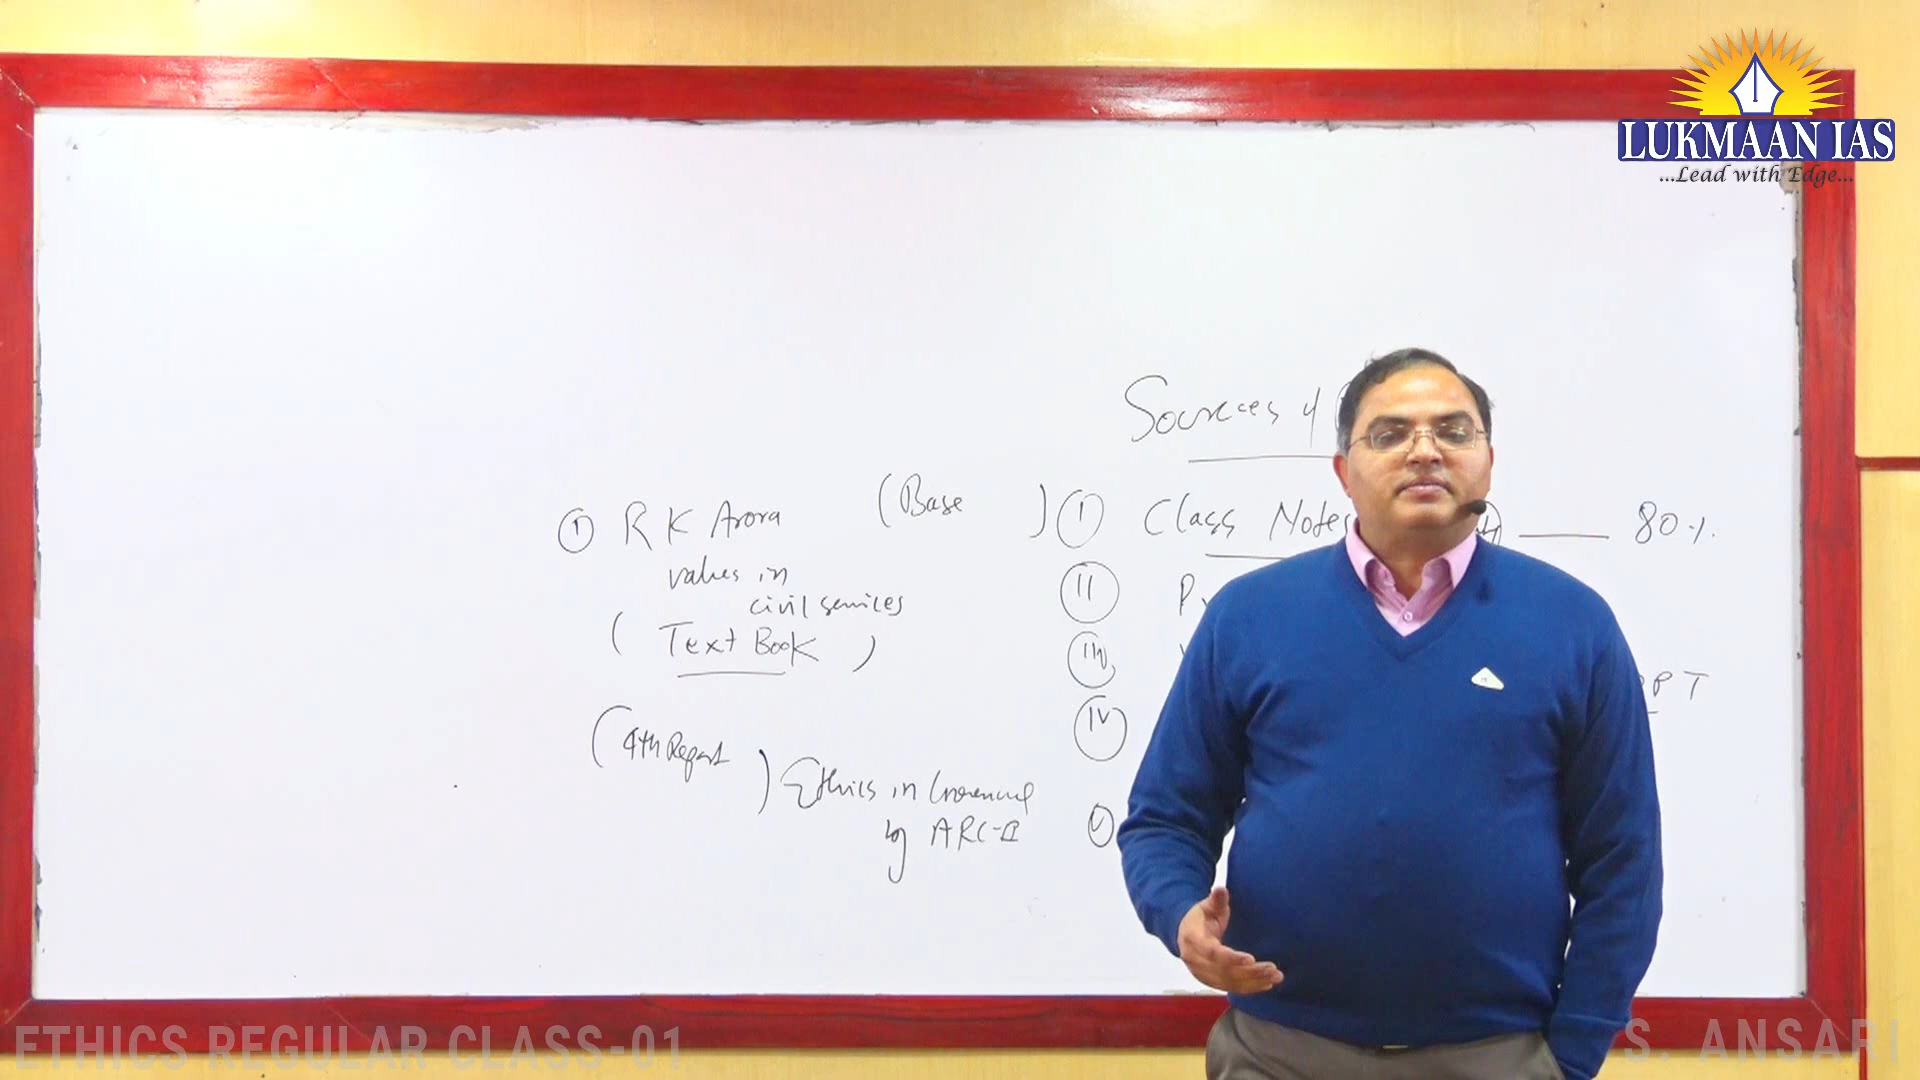 LUKMAAN IAS
...Lead with Edge...
Sources of
(I) Class Notes 80%
(II)
(III) PPT
(IV)
(V)
(1) R K Arora (Base )
values in
civil services
( Text Book )
(4th Report ) Ethics in Governance
by ARC-II
ETHICS REGULAR CLASS-01
S. ANSARI